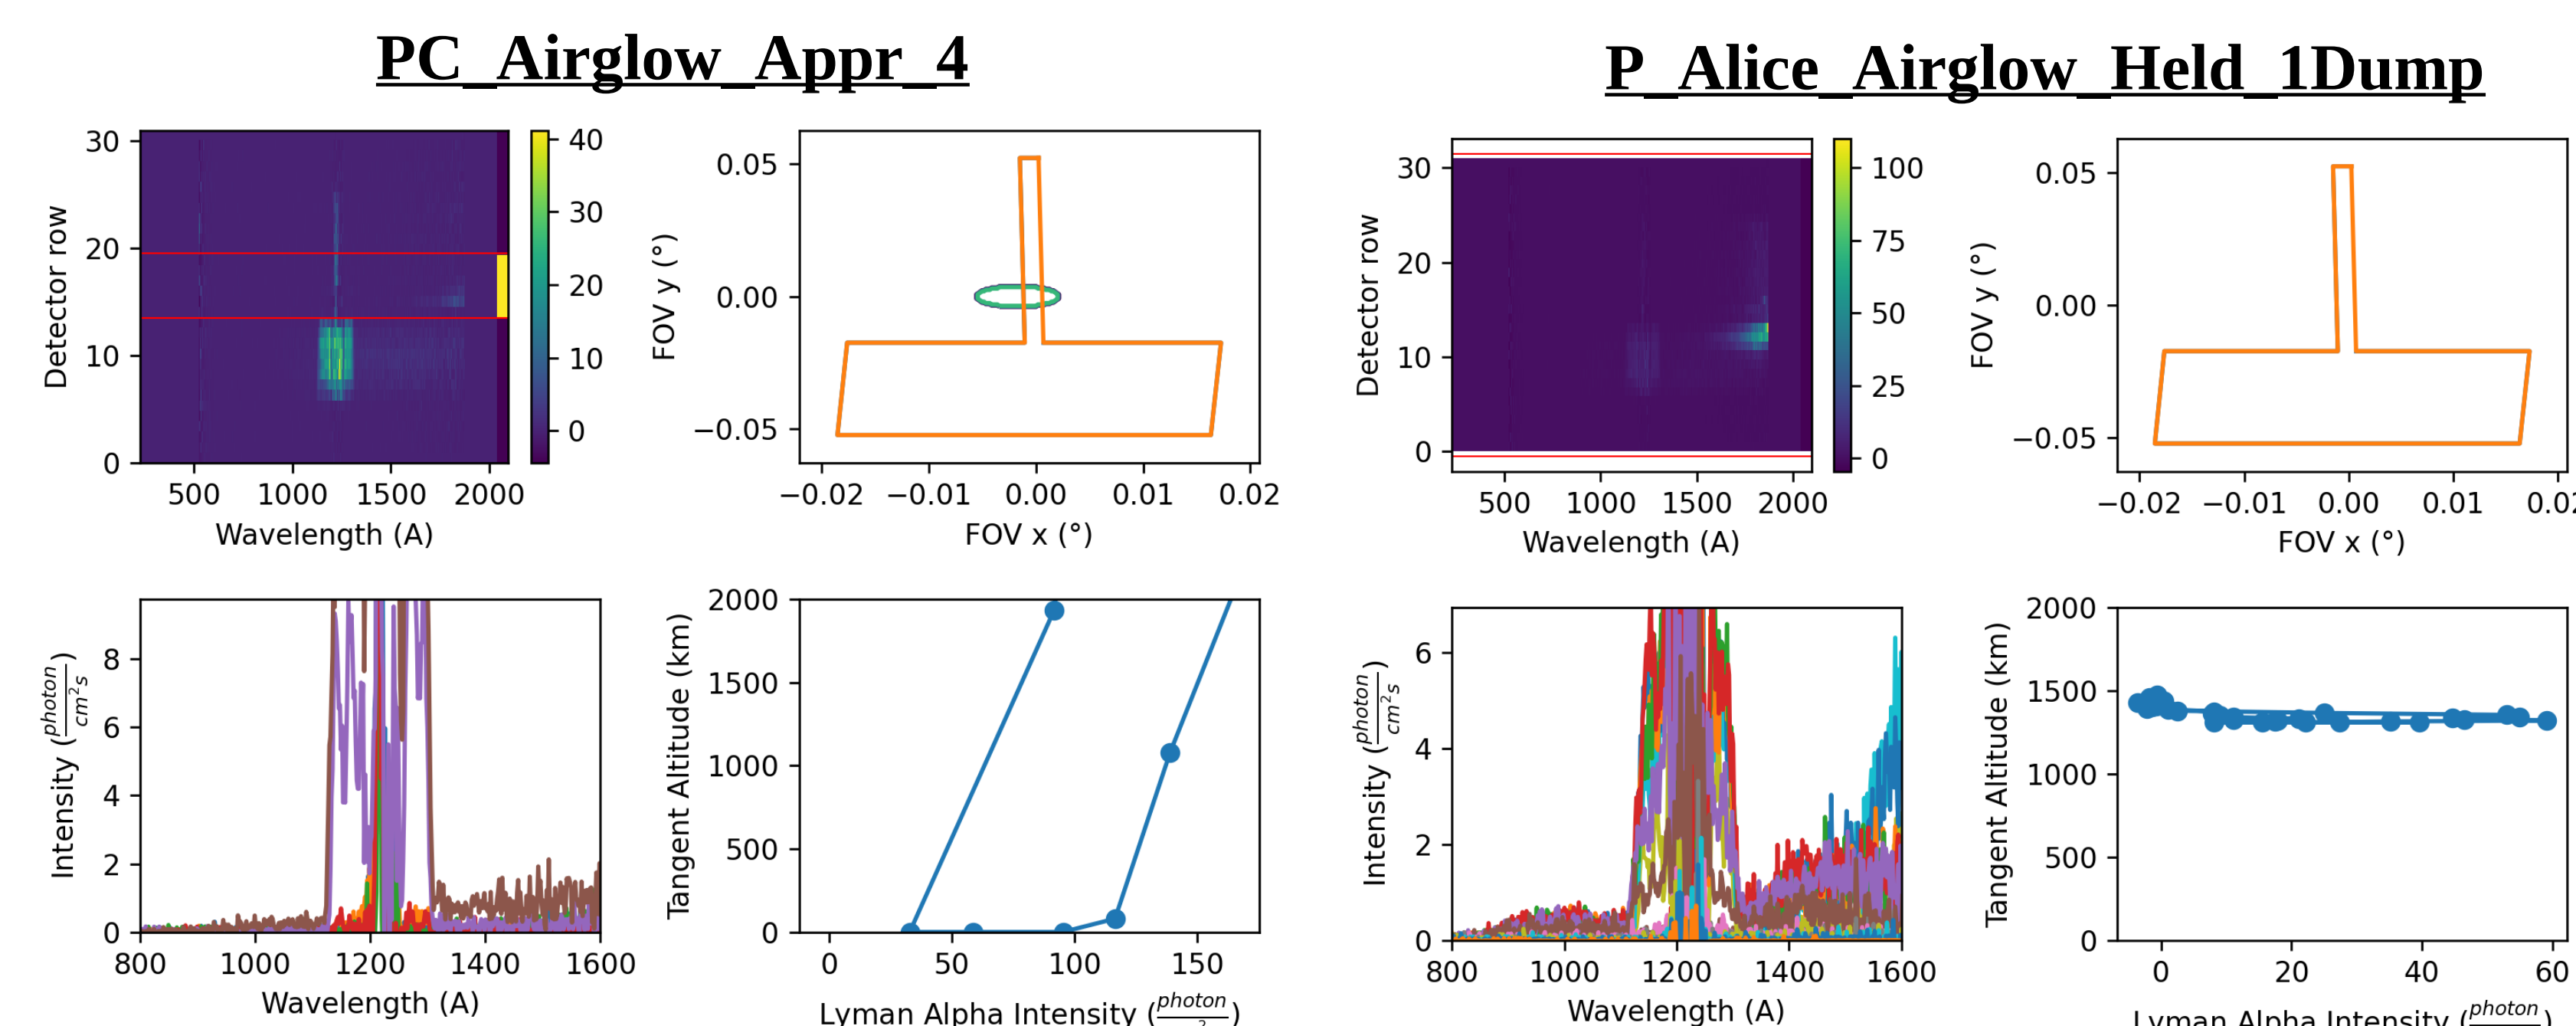 PC_Airglow_Appr_4
P_Alice_Airglow_Held_1Dump
30
20
10
0
Detector row
500 1000 1500 2000
Wavelength (A)
40
30
20
10
0
0.05
0.00
−0.05
FOV y (°)
−0.02 −0.01 0.00 0.01 0.02
FOV x (°)
30
20
10
0
Detector row
500 1000 1500 2000
Wavelength (A)
100
75
50
25
0
0.05
0.00
−0.05
FOV y (°)
−0.02 −0.01 0.00 0.01 0.0
FOV x (°)
8
6
4
2
0
Intensity (photon/cm²s)
800 1000 1200 1400 1600
Wavelength (A)
2000
1500
1000
500
0
Tangent Altitude (km)
0 50 100 150
Lyman Alpha Intensity (photon/ 2)
6
4
2
0
Intensity (photon/cm²s)
800 1000 1200 1400 1600
Wavelength (A)
2000
1500
1000
500
0
Tangent Altitude (km)
0 20 40 60
Lyman Alpha Intensity (photon)